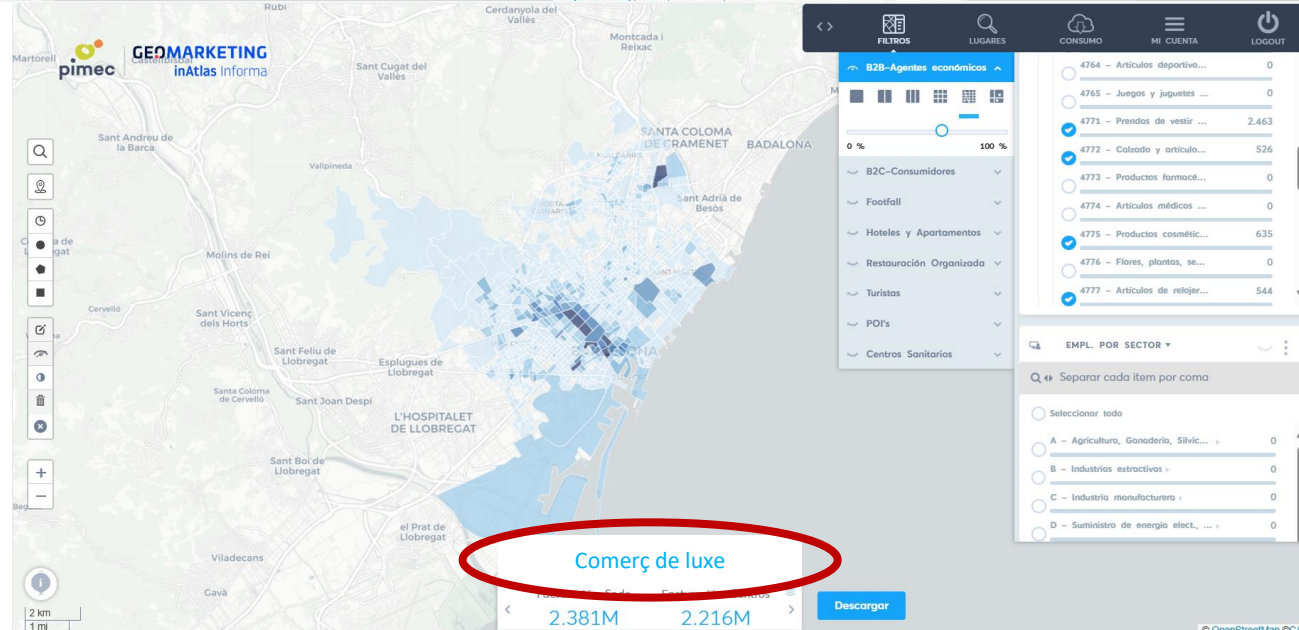 Rubí
Cerdanyola del
Vallès
Montcada i
Reixac
Martorell
pimec
GEOMARKETING
inAtlas Informa
Castellbisbal
Sant Cugat del
Vallès
Sant Andreu de
la Barca
Vallpineda
SANTA COLOMA
DE GRAMENET
BADALONA
Sant Adrià de
Besòs
Molins de Rei
Cervelló
Sant Vicenç
dels Horts
Sant Feliu de
Llobregat
Esplugues de
Llobregat
Santa Coloma
de Cervelló
Sant Joan Despí
L'HOSPITALET
DE LLOBREGAT
Sant Boi de
Llobregat
el Prat de
Llobregat
Viladecans
Gavà
2 km
1 mi
FILTROS
LUGARES
CONSUMO
MI CUENTA
LOGOUT
B2B-Agentes económicos
0 %
100 %
B2C-Consumidores
Footfall
Hoteles y Apartamentos
Restauración Organizada
Turistas
POI's
Centros Sanitarios
4764 - Artículos deportivo... 0
4765 - Juegos y juguetes ... 0
4771 - Prendas de vestir ... 2.463
4772 - Calzado y artículo... 526
4773 - Productos farmacé... 0
4774 - Artículos médicos ... 0
4775 - Productos cosmétic... 635
4776 - Flores, plantas, se... 0
4777 - Artículos de relojer... 544
EMPL. POR SECTOR
Separar cada item por coma
Seleccionar todo
A - Agricultura, Ganadería, Silvic... 0
B - Industrias extractivas 0
C - Industria manufacturera 0
D - Suministro de energía elect., ... 0
Comerç de luxe
2.381M
2.216M
Descargar
© OpenStreetMap